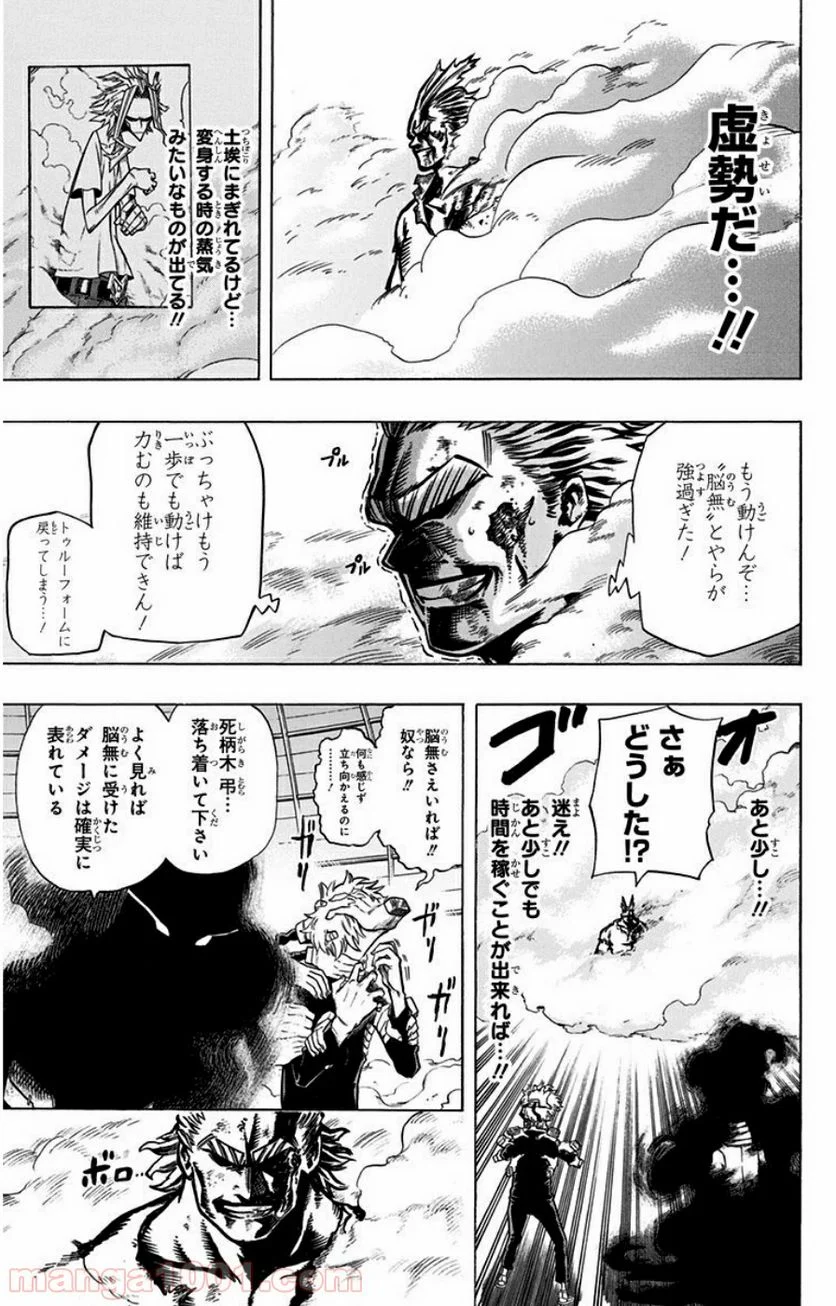 虚勢だ…!!
土埃にまぎれてるけど…
変身する時の蒸気
みたいなものが出てる!!
もう動けんぞ…
〝脳無〟とやらが
強過ぎた!
プル
プル
ぶっちゃけもう
一歩でも動けば
力むのも維持できん!
トゥルーフォームに
戻ってしまう…!
あと少し…!!
さぁ
どうした!?
迷え!!
あと少しでも
時間を稼ぐことが出来れば…!!
ゴ
ゴ
脳無さえいれば!!
奴なら!!
何も感じず
立ち向かえるのに
………!!
ガリ
ガリ
ガリ
ガリ
死柄木 弔…
落ち着いて下さい
よく見れば
脳無に受けた
ダメージは確実に
表れている
ボロ…
manga1001.com